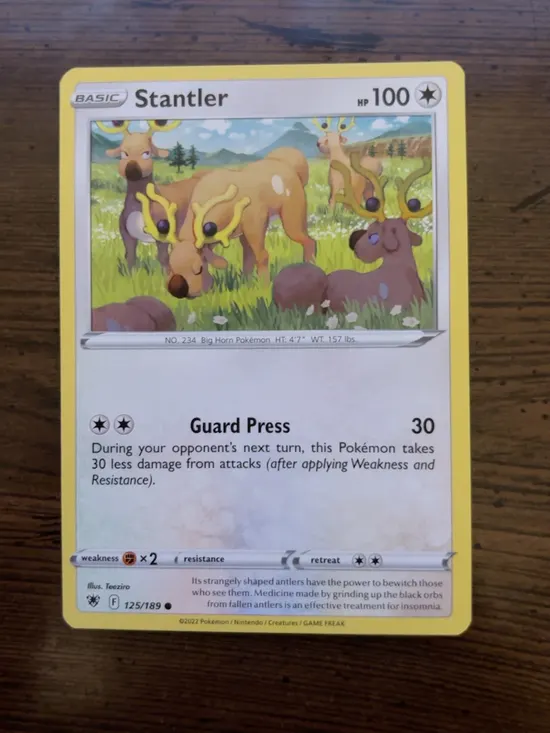 BASIC Stantler HP 100
NO. 234 Big Horn Pokémon HT: 4'7" WT: 157 lbs.
Guard Press 30
During your opponent's next turn, this Pokémon takes
30 less damage from attacks (after applying Weakness and
Resistance).
weakness ×2 resistance retreat
Illus. Teeziro
Its strangely shaped antlers have the power to bewitch those
who see them. Medicine made by grinding up the black orbs
from fallen antlers is an effective treatment for insomnia.
F 125/189
©2022 Pokémon / Nintendo / Creatures / GAME FREAK